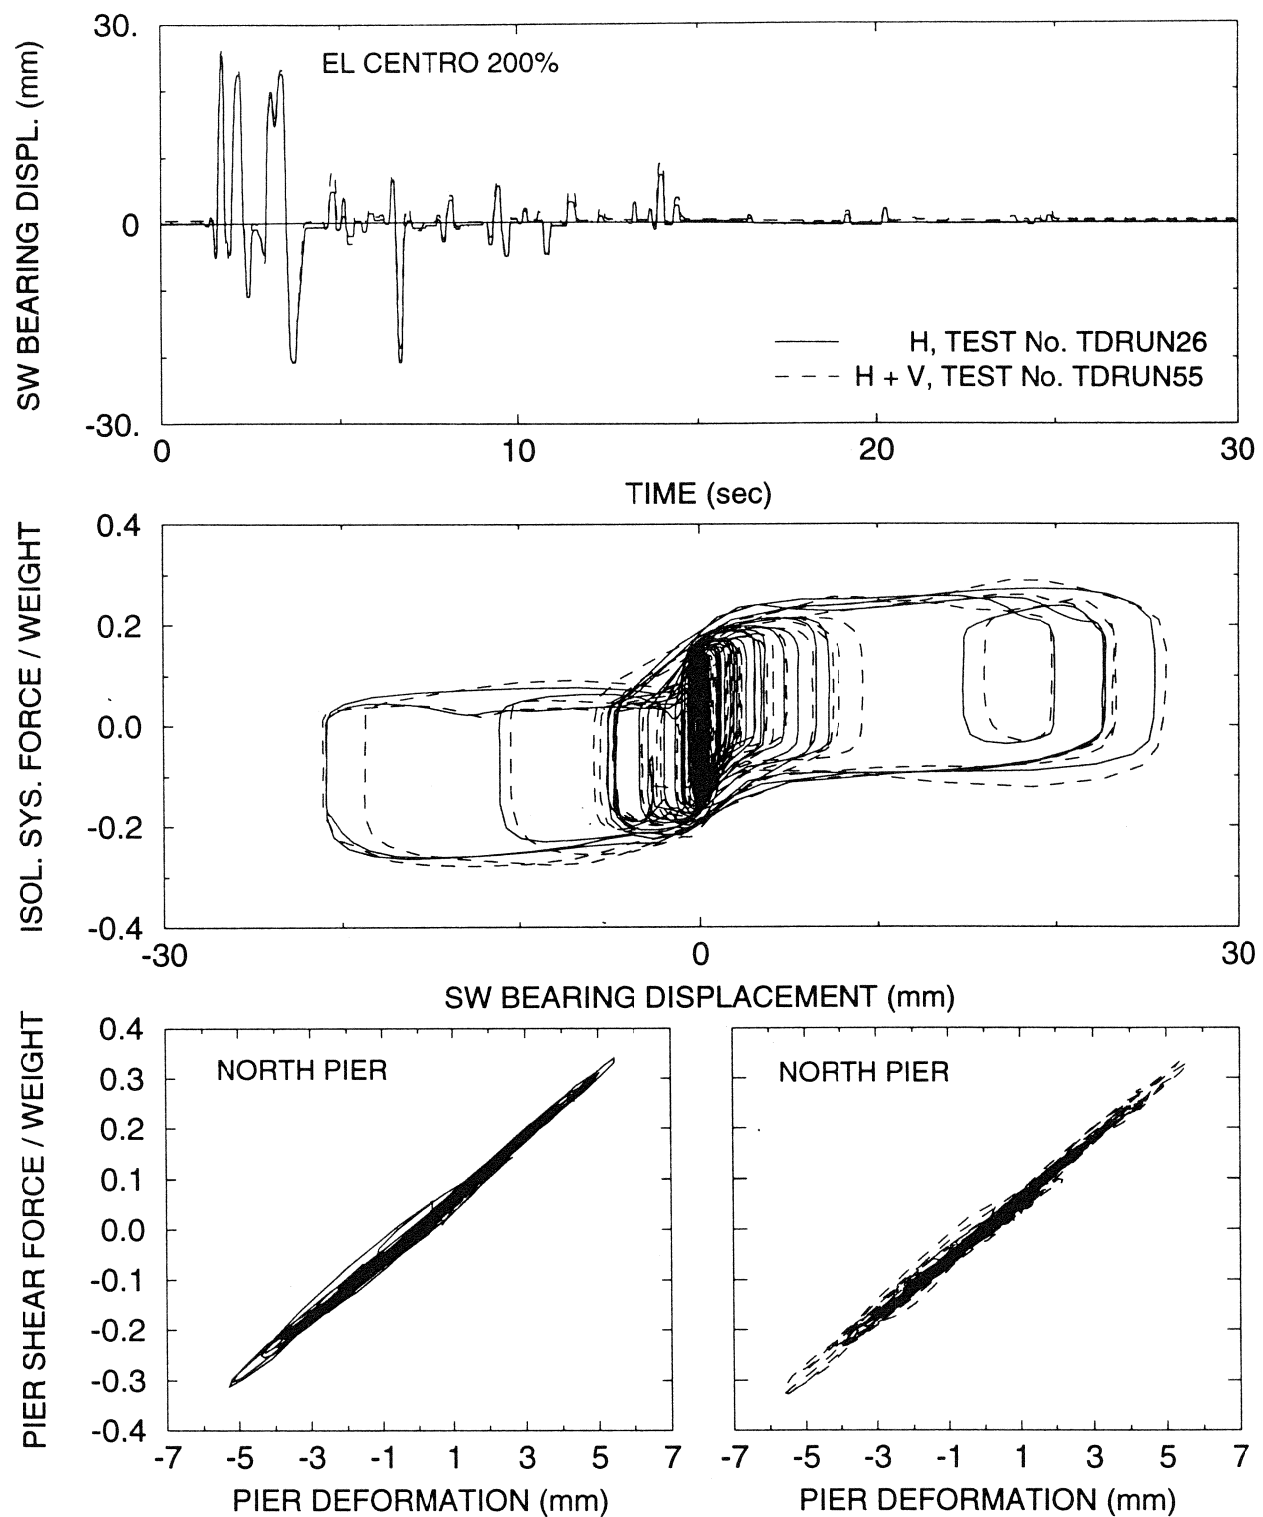 SW BEARING DISPL. (mm)
30.
0
-30.
EL CENTRO 200%
H, TEST No. TDRUN26
H + V, TEST No. TDRUN55
0 10 20 30
TIME (sec)
ISOL. SYS. FORCE / WEIGHT
0.4
0.2
0.0
-0.2
-0.4
-30 0 30
SW BEARING DISPLACEMENT (mm)
PIER SHEAR FORCE / WEIGHT
0.4
0.3
0.2
0.1
0.0
-0.1
-0.2
-0.3
-0.4
NORTH PIER
-7 -5 -3 -1 1 3 5 7
PIER DEFORMATION (mm)
NORTH PIER
-7 -5 -3 -1 1 3 5 7
PIER DEFORMATION (mm)